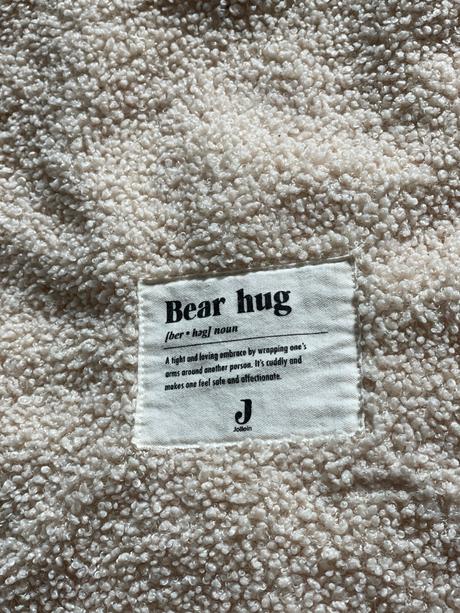 Bear hug
[ber • həg] noun
A tight and loving embrace by wrapping one's
arms around another person. It's cuddly and
makes one feel safe and affectionate.
J
Jollein